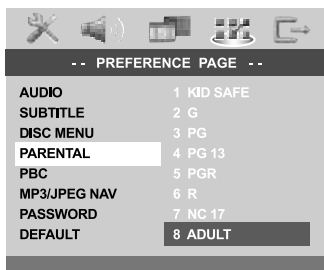 -- PREFERENCE PAGE --
AUDIO 1 KID SAFE
SUBTITLE 2 G
DISC MENU 3 PG
PARENTAL 4 PG 13
PBC 5 PGR
MP3/JPEG NAV 6 R
PASSWORD 7 NC 17
DEFAULT 8 ADULT